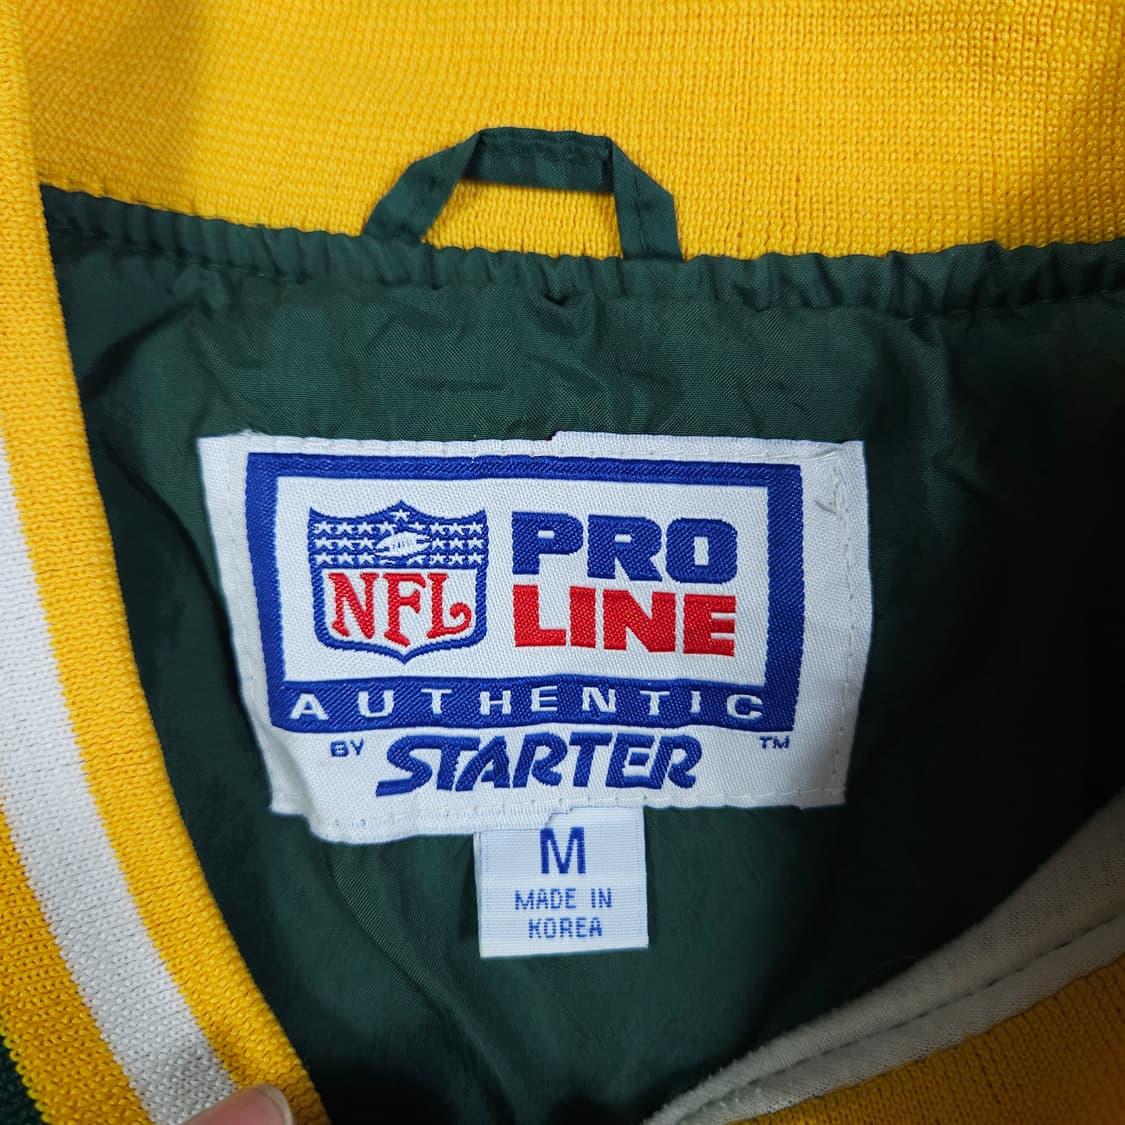 NFL
PRO
LINE
AUTHENTIC
BY STARTER TM
M
MADE IN
KOREA